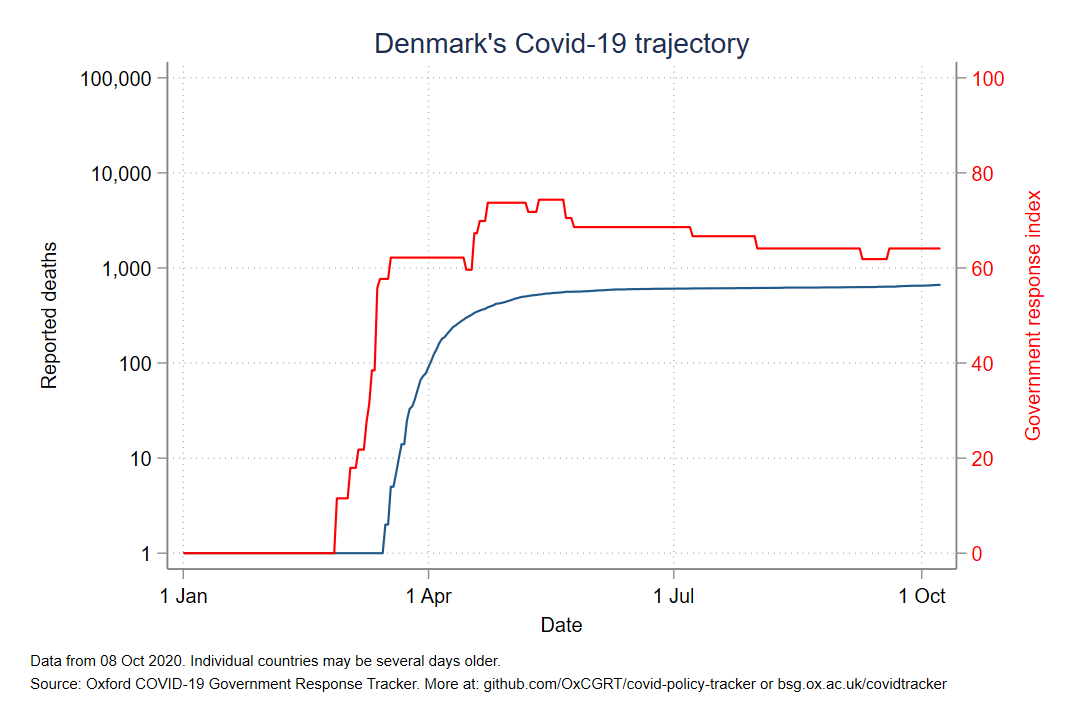 Denmark's Covid-19 trajectory
100,000
10,000
1,000
100
10
1
Reported deaths
100
80
60
40
20
0
Government response index
1 Jan
1 Apr
1 Jul
1 Oct
Date
Data from 08 Oct 2020. Individual countries may be several days older.
Source: Oxford COVID-19 Government Response Tracker. More at: github.com/OxCGRT/covid-policy-tracker or bsg.ox.ac.uk/covidtracker